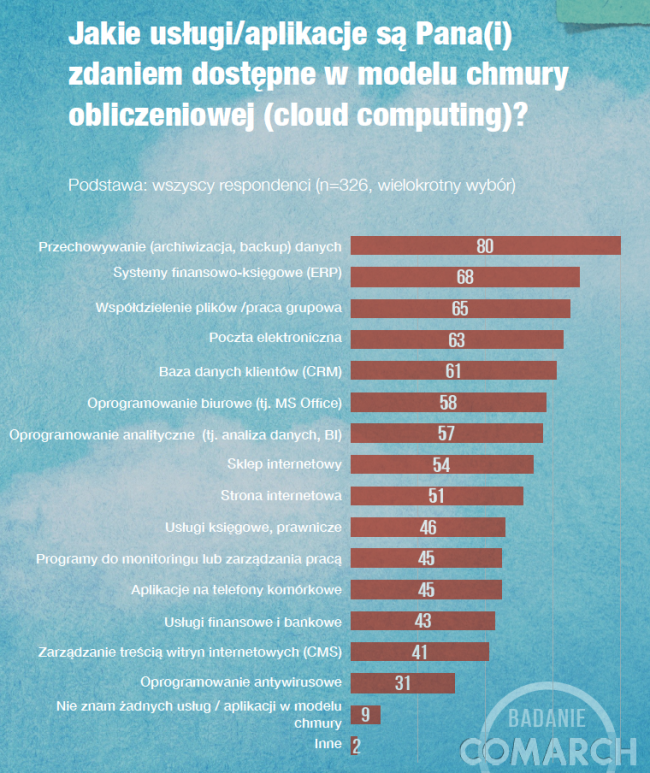 Jakie usługi/aplikacje są Pana(i)
zdaniem dostępne w modelu chmury
obliczeniowej (cloud computing)?
Podstawa: wszyscy respondenci (n=326, wielokrotny wybór)
Przechowywanie (archiwizacja, backup) danych 80
Systemy finansowo-księgowe (ERP) 68
Współdzielenie plików /praca grupowa 65
Poczta elektroniczna 63
Baza danych klientów (CRM) 61
Oprogramowanie biurowe (tj. MS Office) 58
Oprogramowanie analityczne (tj. analiza danych, BI) 57
Sklep internetowy 54
Strona internetowa 51
Usługi księgowe, prawnicze 46
Programy do monitoringu lub zarządzania pracą 45
Aplikacje na telefony komórkowe 45
Usługi finansowe i bankowe 43
Zarządzanie treścią witryn internetowych (CMS) 41
Oprogramowanie antywirusowe 31
Nie znam żadnych usług / aplikacji w modelu
chmury 9
Inne 2
BADANIE
COMARCH